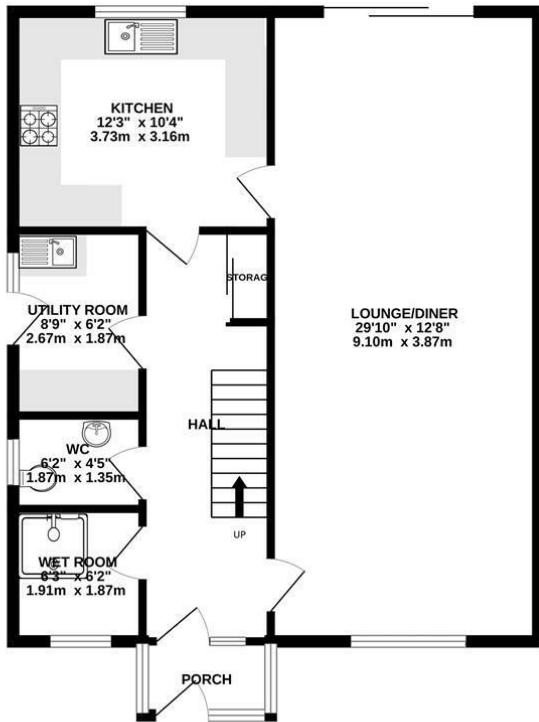 KITCHEN
12'3" x 10'4"
3.73m x 3.16m
STORAG
UTILITY ROOM
8'9" x 6'2"
2.67m x 1.87m
LOUNGE/DINER
29'10" x 12'8"
9.10m x 3.87m
HALL
WC
6'2" x 4'5"
1.87m x 1.35m
UP
WET ROOM
6'3" x 6'2"
1.91m x 1.87m
PORCH